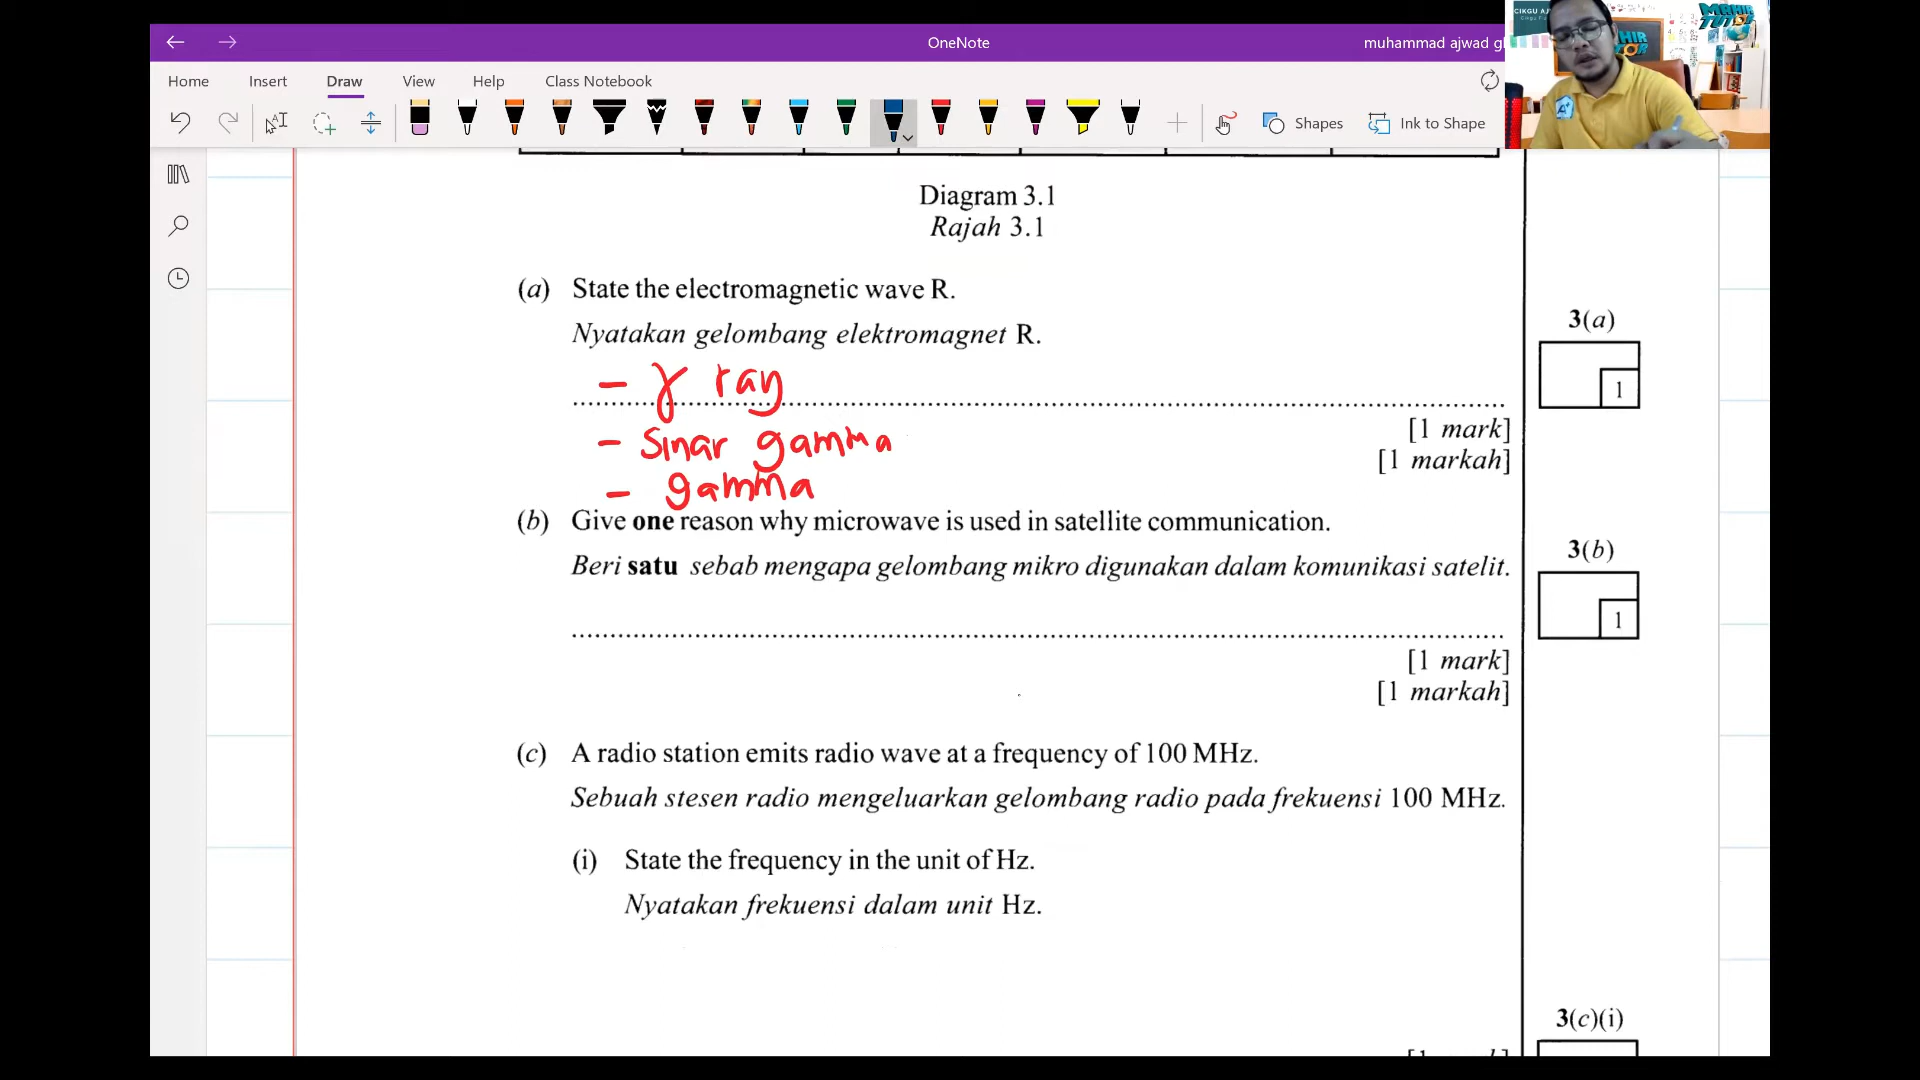 OneNote
muhammad ajwad g
CIKGU AJ
MAHIR
TUTOR
Home Insert Draw View Help Class Notebook
Shapes Ink to Shape
Diagram 3.1
Rajah 3.1
(a) State the electromagnetic wave R.
Nyatakan gelombang elektromagnet R.
3(a)
- γ ray
1
- sinar gamma
[1 mark]
[1 markah]
- gamma
(b) Give one reason why microwave is used in satellite communication.
Beri satu sebab mengapa gelombang mikro digunakan dalam komunikasi satelit.
3(b)
1
[1 mark]
[1 markah]
(c) A radio station emits radio wave at a frequency of 100 MHz.
Sebuah stesen radio mengeluarkan gelombang radio pada frekuensi 100 MHz.
(i) State the frequency in the unit of Hz.
Nyatakan frekuensi dalam unit Hz.
3(c)(i)